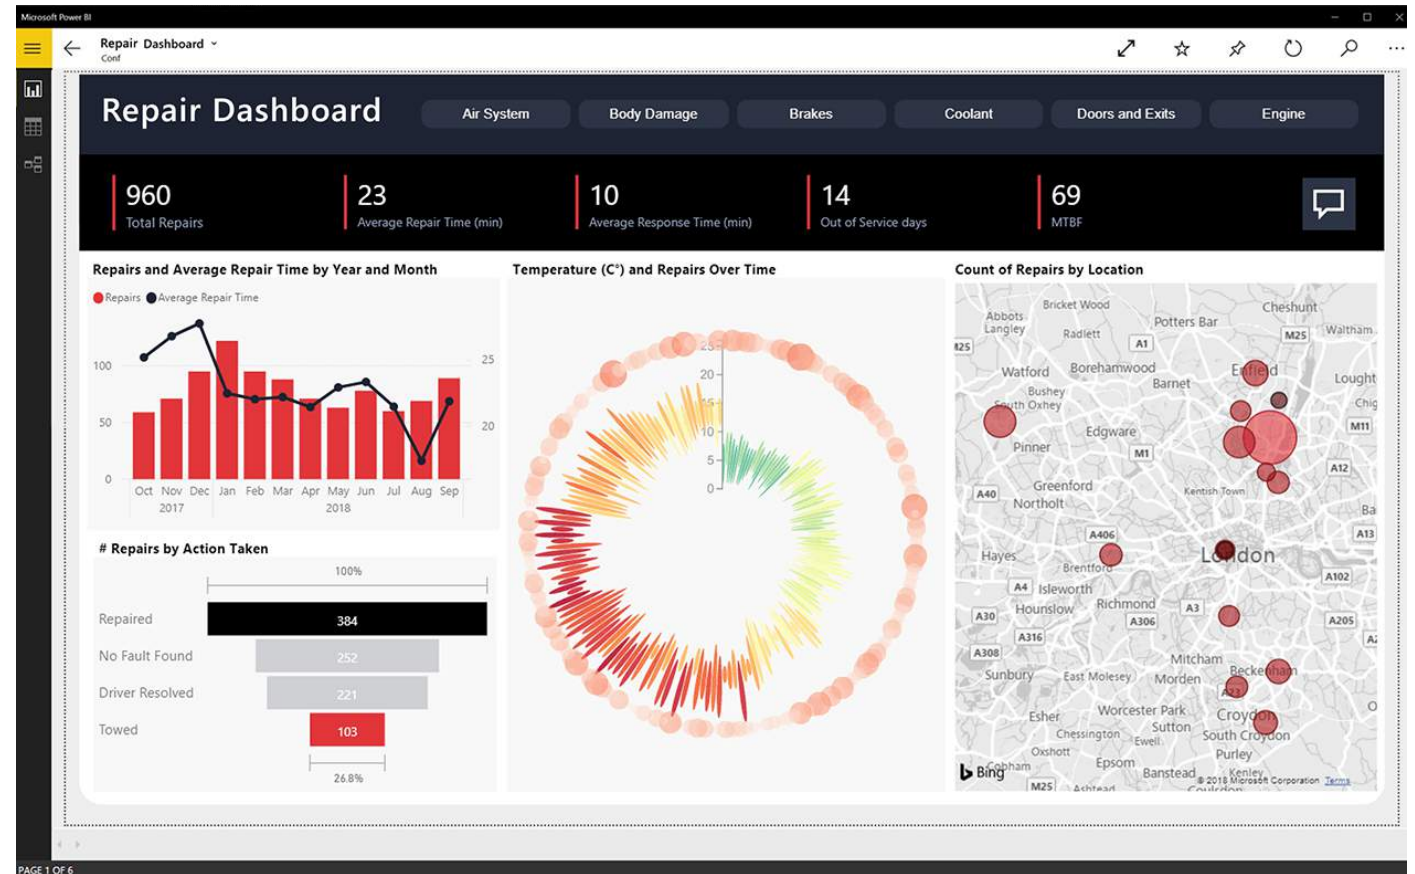 Microsoft Power BI
Repair Dashboard
Conf
Repair Dashboard
Air System
Body Damage
Brakes
Coolant
Doors and Exits
Engine
960
Total Repairs
23
Average Repair Time (min)
10
Average Response Time (min)
14
Out of Service days
69
MTBF
Repairs and Average Repair Time by Year and Month
Repairs Average Repair Time
100
50
0
25
20
Oct Nov Dec Jan Feb Mar Apr May Jun Jul Aug Sep
2017 2018
# Repairs by Action Taken
100%
Repaired 384
No Fault Found 252
Driver Resolved 221
Towed 103
26.8%
Temperature (C°) and Repairs Over Time
25
20
15
10
5
0
Count of Repairs by Location
Bricket Wood
Cheshunt
Abbots
Langley
Potters Bar
Radlett
M25
Waltham
A1
Watford
Borehamwood
Enfield
Barnet
Lought
Bushey
South Oxhey
Chig
Edgware
M11
Pinner
M1
A12
Greenford
Kentish Town
A40
Northolt
Ba
A406
A13
Hayes
London
Brentford
A102
A4
Isleworth
Richmond
A3
A30
Hounslow
A306
A205
A316
A308
Mitcham
Sunbury
East Molesey
Morden
Beckenham
A23
Worcester Park
Esher
Croydon
Chessington
Sutton
South Croydon
Ewell
Oxshott
Purley
Epsom
Cobham
Banstead
Kenley
Bing
© 2018 Microsoft Corporation Terms
M25
Ashtead
Coulsdon
PAGE 1 OF 6